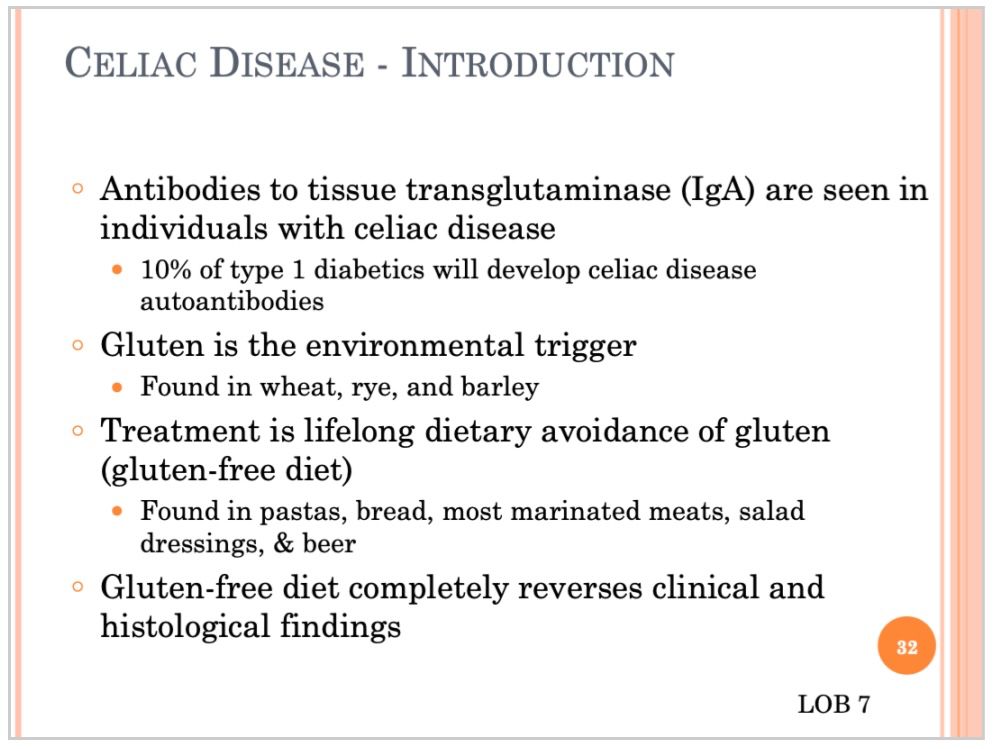 CELIAC DISEASE - INTRODUCTION
Antibodies to tissue transglutaminase (IgA) are seen in
individuals with celiac disease
10% of type 1 diabetics will develop celiac disease
autoantibodies
Gluten is the environmental trigger
Found in wheat, rye, and barley
Treatment is lifelong dietary avoidance of gluten
(gluten-free diet)
Found in pastas, bread, most marinated meats, salad
dressings, & beer
Gluten-free diet completely reverses clinical and
histological findings
32
LOB 7